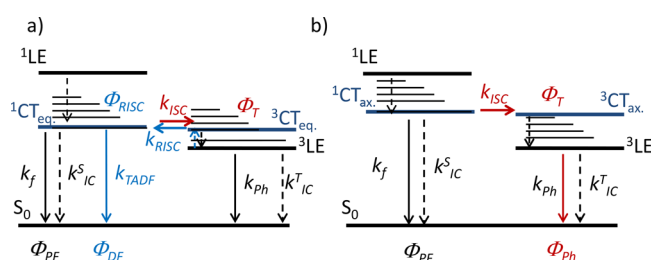 a)
¹LE
¹CTeq.
ΦRISC
kISC
ΦT
³CTeq.
kRISC
³LE
kf
kˢIC
kTADF
kPh
kᵀIC
S₀
ΦPF
ΦDF
b)
¹LE
¹CTax.
kISC
ΦT
³CTax.
³LE
kf
kˢIC
kPh
kᵀIC
S₀
ΦPF
ΦPh